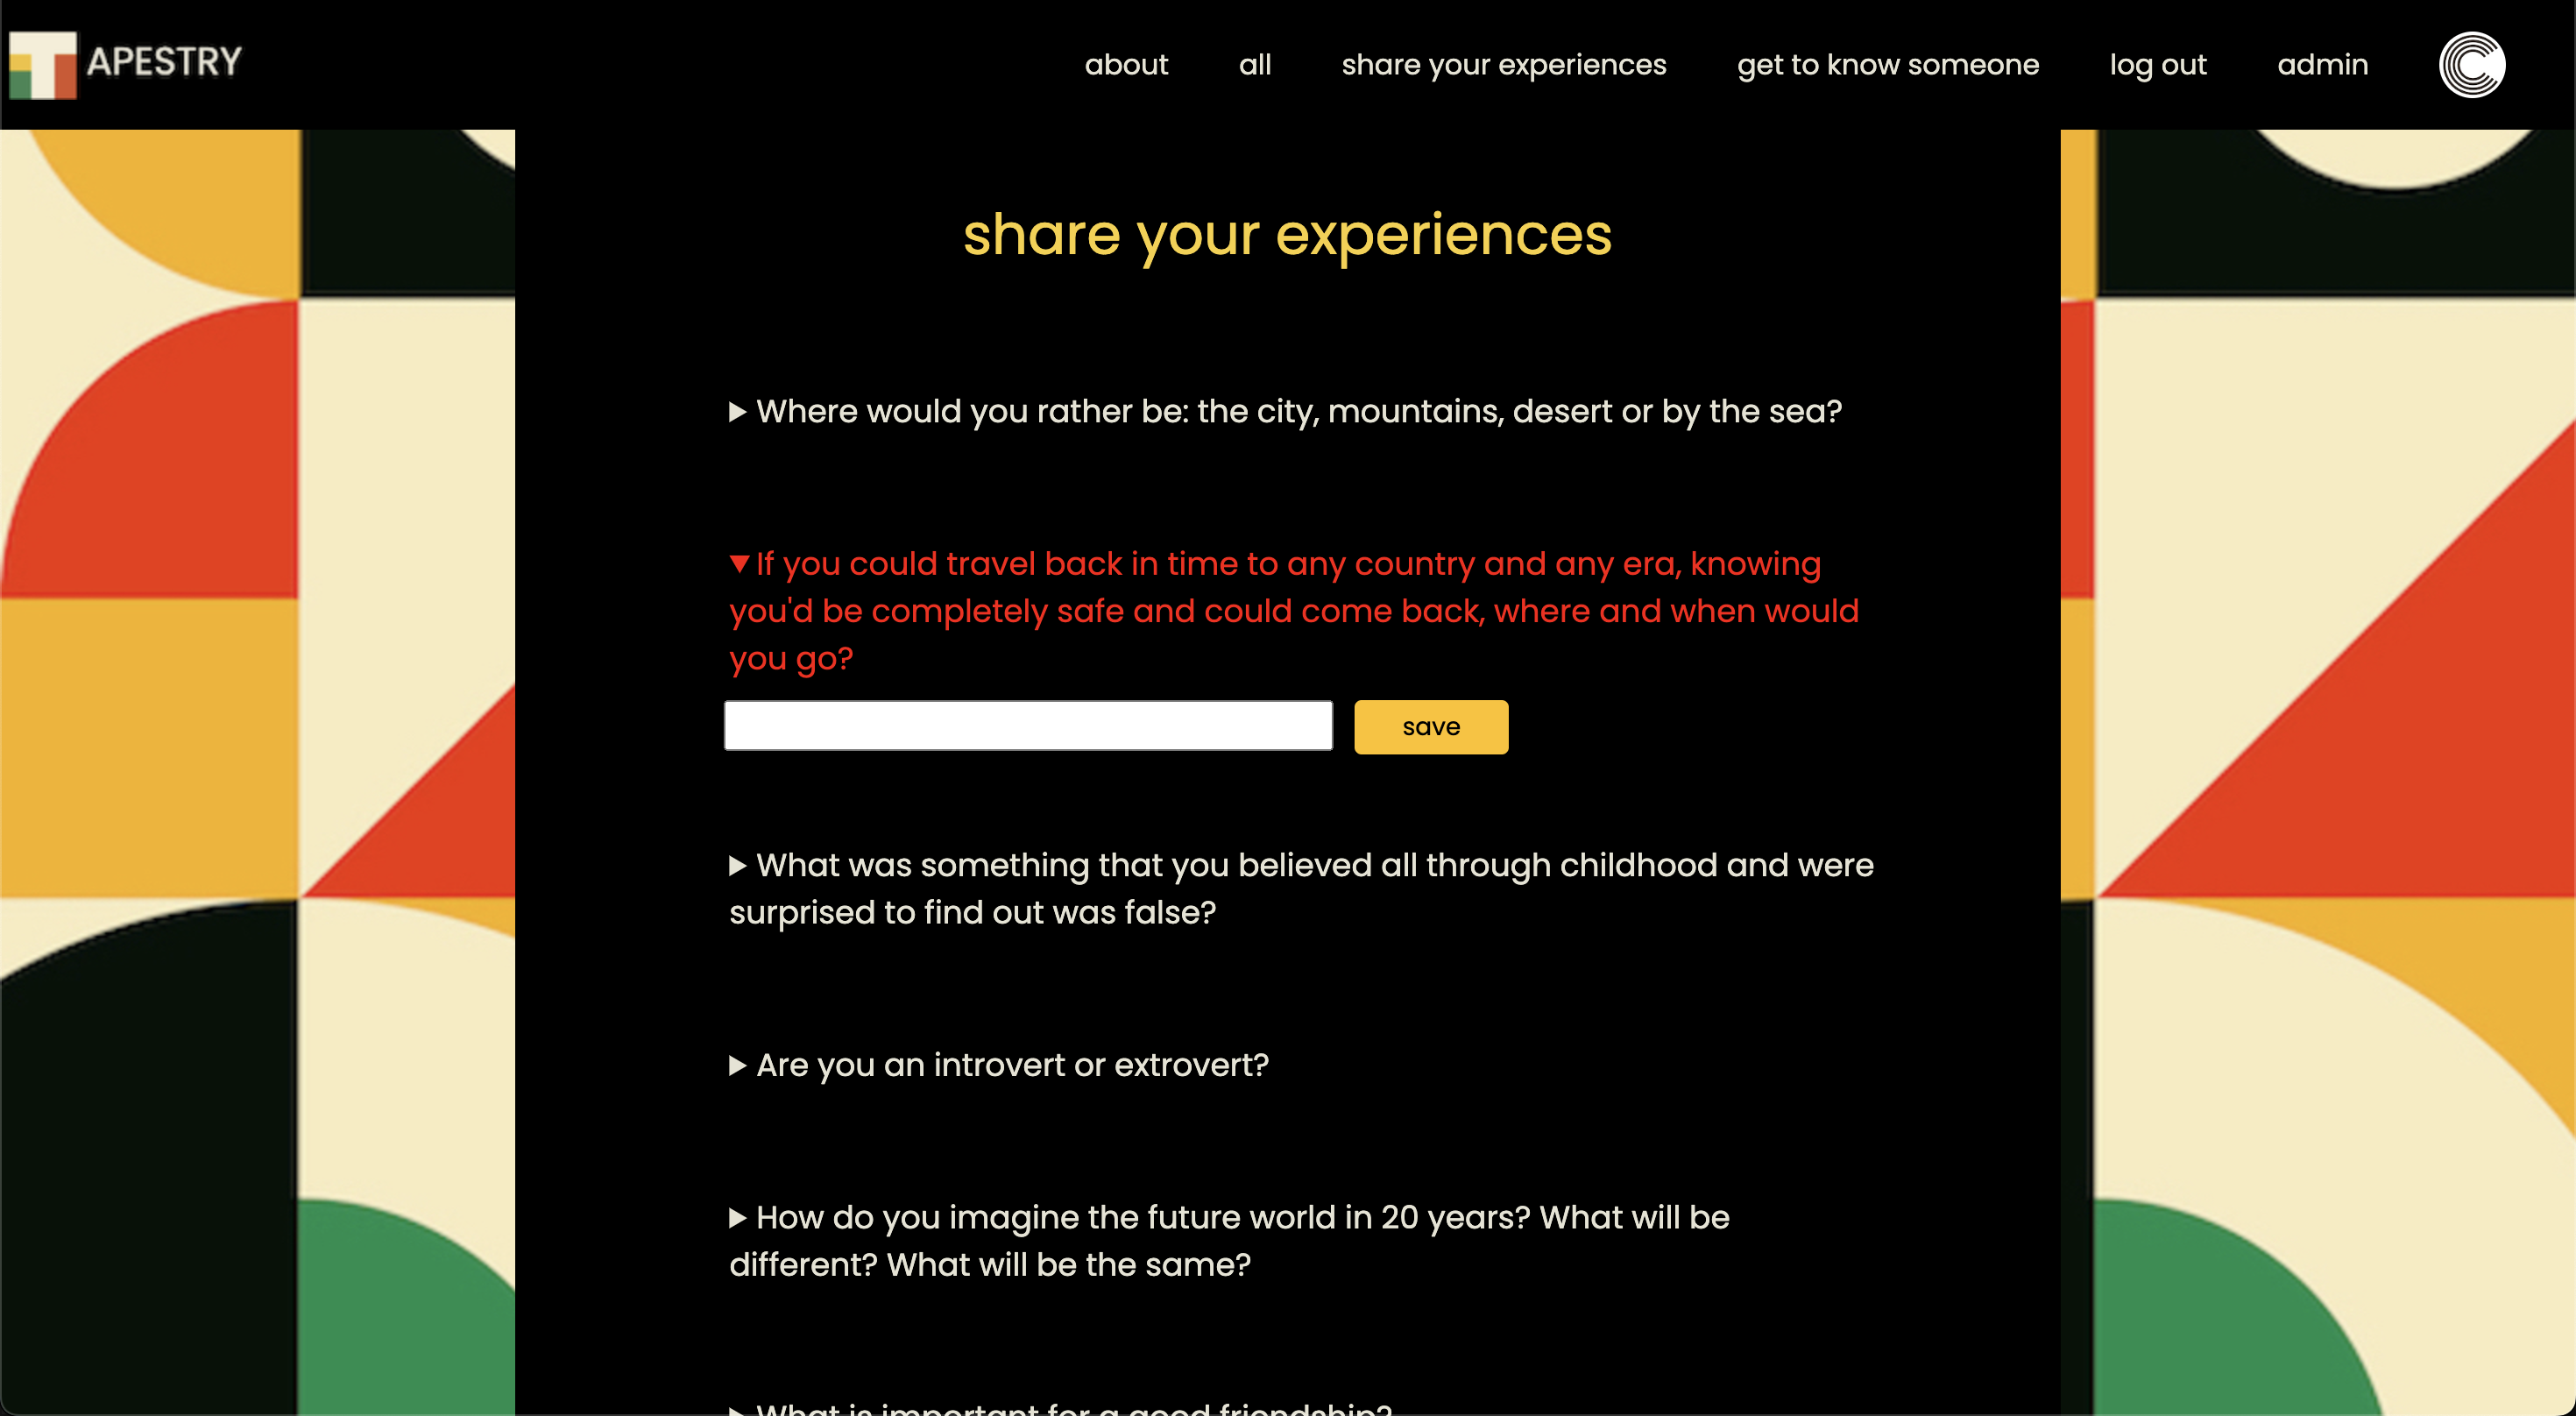 TAPESTRY
about all share your experiences get to know someone log out admin
share your experiences
Where would you rather be: the city, mountains, desert or by the sea?
If you could travel back in time to any country and any era, knowing
you'd be completely safe and could come back, where and when would
you go?
save
What was something that you believed all through childhood and were
surprised to find out was false?
Are you an introvert or extrovert?
How do you imagine the future world in 20 years? What will be
different? What will be the same?
What is important for a good friendship?